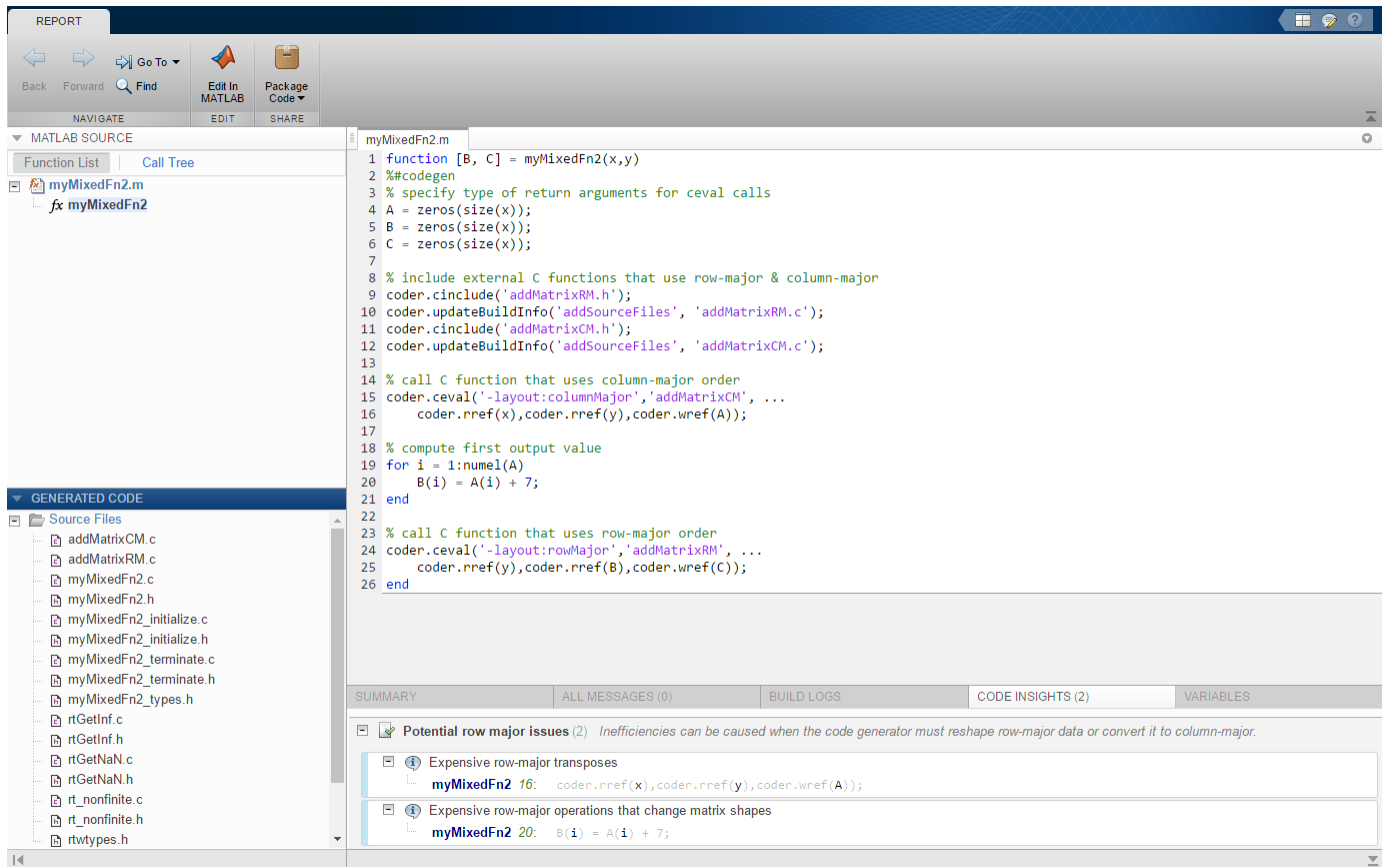 REPORT
Back
Forward
Go To
Find
Edit In
MATLAB
Package
Code
NAVIGATE
EDIT
SHARE
MATLAB SOURCE
Function List
Call Tree
myMixedFn2.m
fx myMixedFn2
GENERATED CODE
Source Files
addMatrixCM.c
addMatrixRM.c
myMixedFn2.c
myMixedFn2.h
myMixedFn2_initialize.c
myMixedFn2_initialize.h
myMixedFn2_terminate.c
myMixedFn2_terminate.h
myMixedFn2_types.h
rtGetInf.c
rtGetInf.h
rtGetNaN.c
rtGetNaN.h
rt_nonfinite.c
rt_nonfinite.h
rtwtypes.h
myMixedFn2.m
1 function [B, C] = myMixedFn2(x,y)
2 %#codegen
3 % specify type of return arguments for ceval calls
4 A = zeros(size(x));
5 B = zeros(size(x));
6 C = zeros(size(x));
7
8 % include external C functions that use row-major & column-major
9 coder.cinclude('addMatrixRM.h');
10 coder.updateBuildInfo('addSourceFiles', 'addMatrixRM.c');
11 coder.cinclude('addMatrixCM.h');
12 coder.updateBuildInfo('addSourceFiles', 'addMatrixCM.c');
13
14 % call C function that uses column-major order
15 coder.ceval('-layout:columnMajor','addMatrixCM', ...
16     coder.rref(x),coder.rref(y),coder.wref(A));
17
18 % compute first output value
19 for i = 1:numel(A)
20     B(i) = A(i) + 7;
21 end
22
23 % call C function that uses row-major order
24 coder.ceval('-layout:rowMajor','addMatrixRM', ...
25     coder.rref(y),coder.rref(B),coder.wref(C));
26 end
SUMMARY
ALL MESSAGES (0)
BUILD LOGS
CODE INSIGHTS (2)
VARIABLES
Potential row major issues (2) Inefficiencies can be caused when the code generator must reshape row-major data or convert it to column-major.
Expensive row-major transposes
myMixedFn2 16: coder.rref(x),coder.rref(y),coder.wref(A));
Expensive row-major operations that change matrix shapes
myMixedFn2 20: B(i) = A(i) + 7;